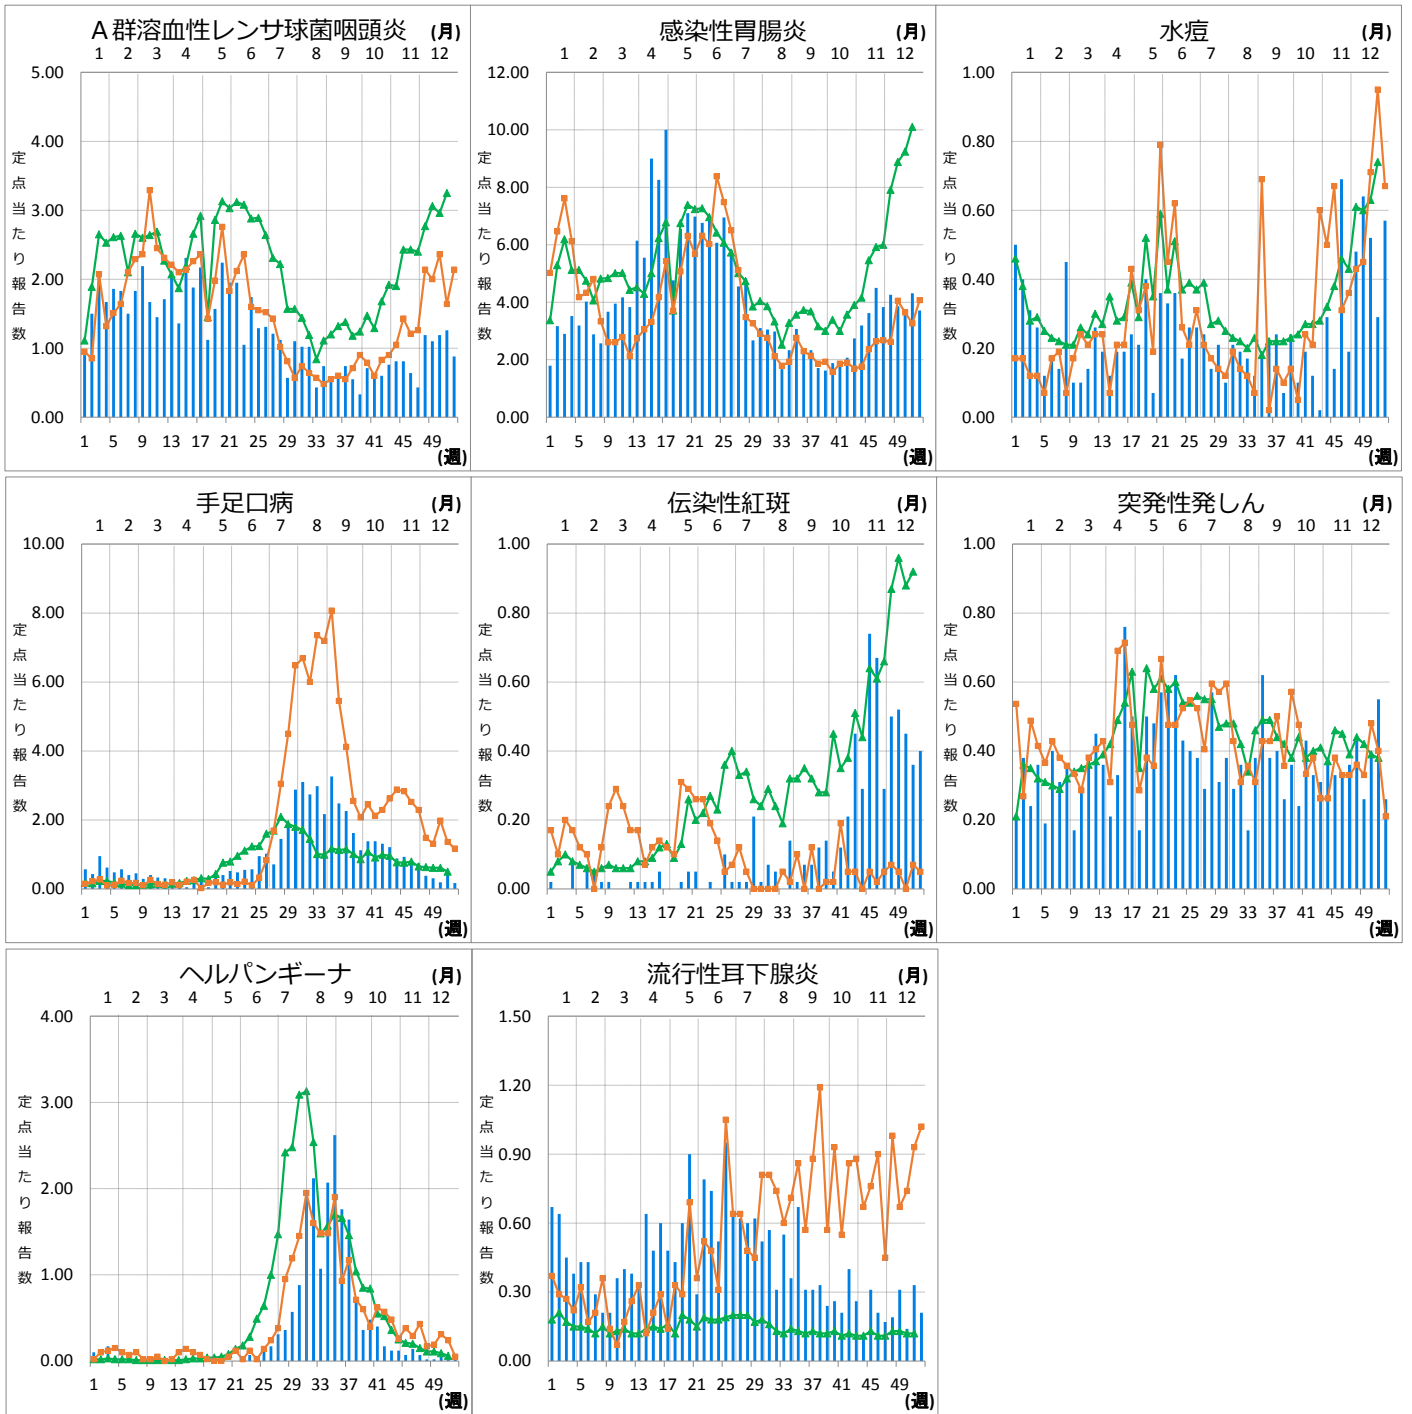 A群溶血性レンサ球菌咽頭炎 (月)
1 2 3 4 5 6 7 8 9 10 11 12
5.00
4.00
3.00
2.00
1.00
0.00
定点当たり報告数
1 5 9 13 17 21 25 29 33 37 41 45 49
(週)
感染性胃腸炎 (月)
1 2 3 4 5 6 7 8 9 10 11 12
12.00
10.00
8.00
6.00
4.00
2.00
0.00
定点当たり報告数
1 5 9 13 17 21 25 29 33 37 41 45 49
(週)
水痘 (月)
1 2 3 4 5 6 7 8 9 10 11 12
1.00
0.80
0.60
0.40
0.20
0.00
定点当たり報告数
1 5 9 13 17 21 25 29 33 37 41 45 49
(週)
手足口病 (月)
1 2 3 4 5 6 7 8 9 10 11 12
10.00
8.00
6.00
4.00
2.00
0.00
定点当たり報告数
1 5 9 13 17 21 25 29 33 37 41 45 49
(週)
伝染性紅斑 (月)
1 2 3 4 5 6 7 8 9 10 11 12
1.00
0.80
0.60
0.40
0.20
0.00
定点当たり報告数
1 5 9 13 17 21 25 29 33 37 41 45 49
(週)
突発性発しん (月)
1 2 3 4 5 6 7 8 9 10 11 12
1.00
0.80
0.60
0.40
0.20
0.00
定点当たり報告数
1 5 9 13 17 21 25 29 33 37 41 45 49
(週)
ヘルパンギーナ (月)
1 2 3 4 5 6 7 8 9 10 11 12
4.00
3.00
2.00
1.00
0.00
定点当たり報告数
1 5 9 13 17 21 25 29 33 37 41 45 49
(週)
流行性耳下腺炎 (月)
1 2 3 4 5 6 7 8 9 10 11 12
1.50
1.20
0.90
0.60
0.30
0.00
定点当たり報告数
1 5 9 13 17 21 25 29 33 37 41 45 49
(週)